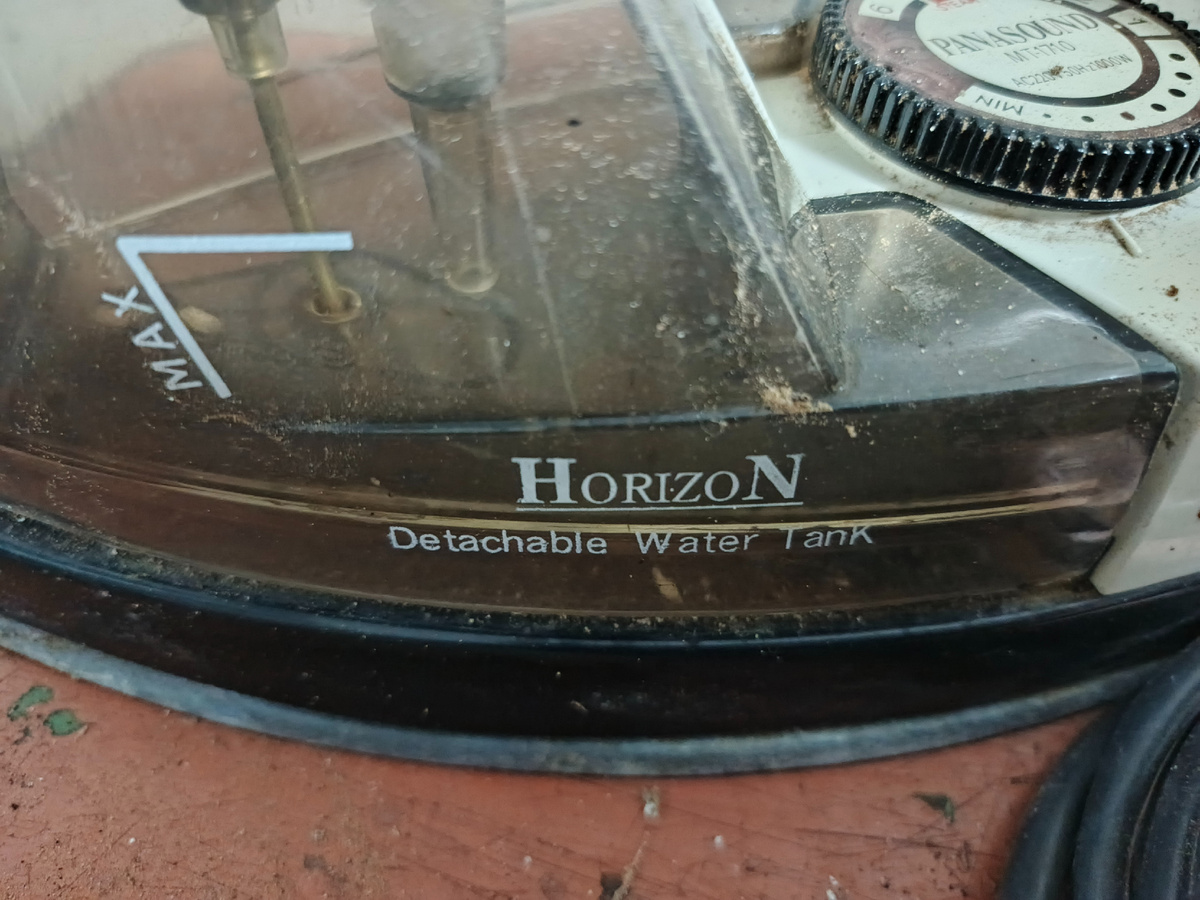 PANASOUND
MIN
MAX
HORIZON
Detachable Water Tank